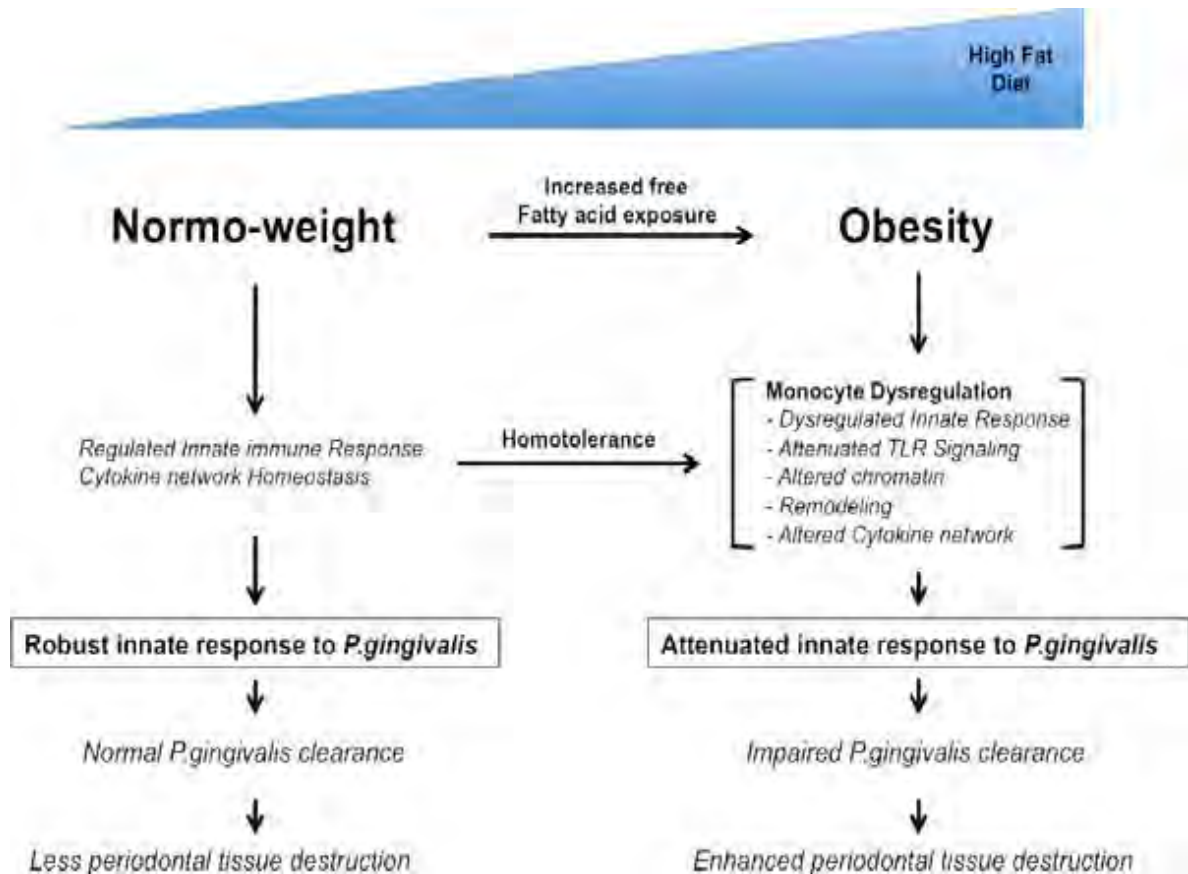 High Fat
Diet
Increased free
Fatty acid exposure
Normo-weight
Obesity
Monocyte Dysregulation
- Dysregulated Innate Response
- Attenuated TLR Signaling
- Altered chromatin
- Remodeling
- Altered Cytokine network
Regulated Innate immune Response
Cytokine network Homeostasis
Homotolerance
Robust innate response to P.gingivalis
Attenuated innate response to P.gingivalis
Normal P.gingivalis clearance
Impaired P.gingivalis clearance
Less periodontal tissue destruction
Enhanced periodontal tissue destruction